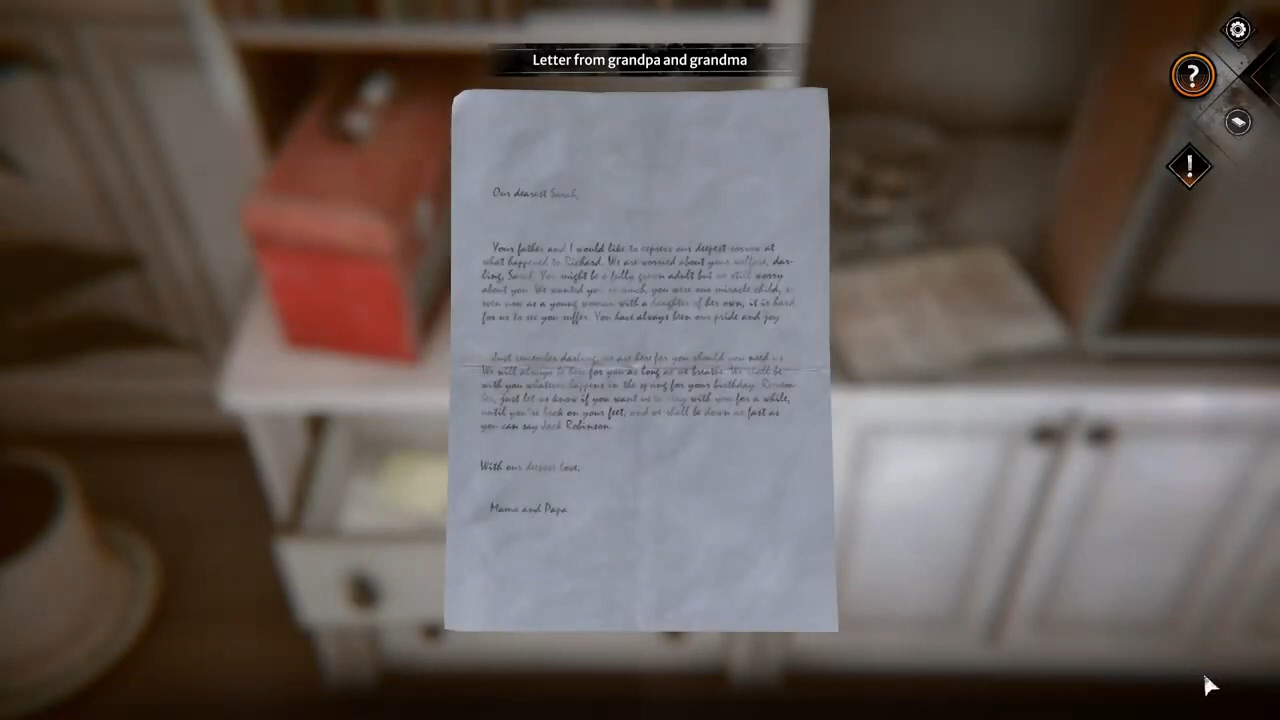 Letter from grandpa and grandma
?
!
Our dearest Sarah,
Your father and I would like to express our deepest sorrow at
what happened to Richard. We are worried about your welfare, dar-
ling, Sarah. You might be a fully grown adult but we still worry
about you. We wanted you so much, you were our miracle child, so
even now as a young woman with a daughter of her own, it is hard
for us to see you suffer. You have always been our pride and joy
Just remember darling, we are here for you should you need us
We will always to here for you as long as we breathe. We shall be
with you whatever happens in the spring for your birthday. Remem
ber, just let us know if you want us to stay with you for a while,
until you're back on your feet, and we shall be down as fast as
you can say Jack Robinson.
With our deepest love,
Mama and Papa